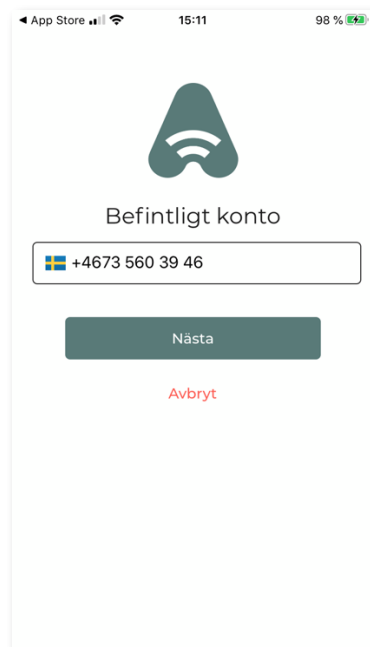 ◀ App Store 15:11 98 %
Befintligt konto
+4673 560 39 46
Nästa
Avbryt